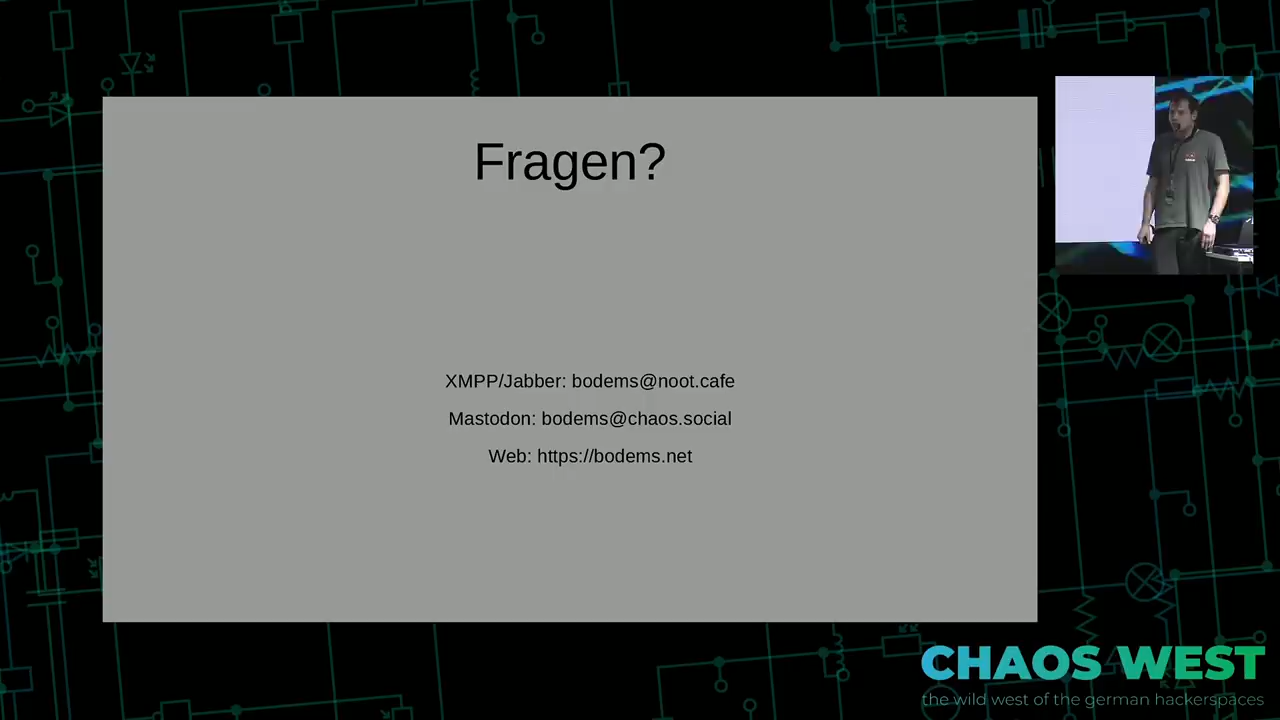 Fragen?
XMPP/Jabber: bodems@noot.cafe
Mastodon: bodems@chaos.social
Web: https://bodems.net
CHAOS WEST
the wild west of the german hackerspaces